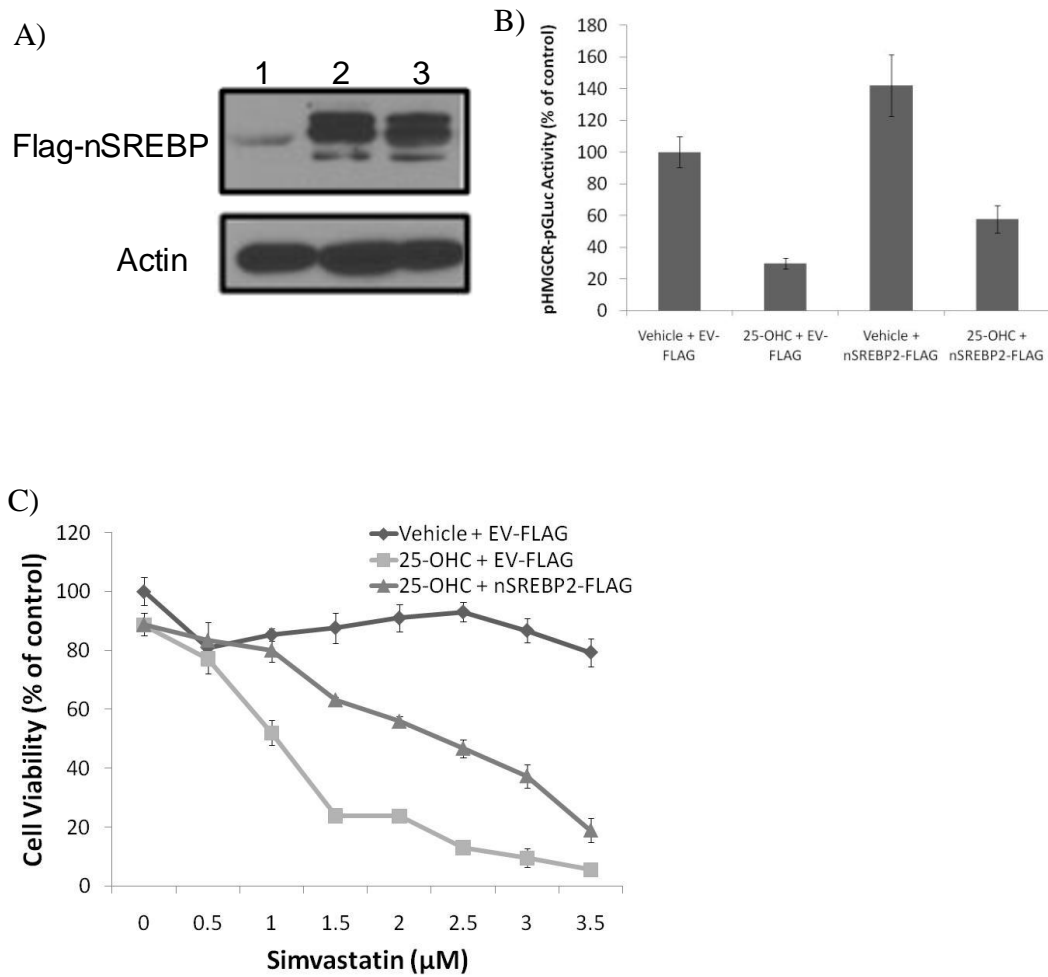 A)
1 2 3
Flag-nSREBP
Actin
B)
pHMGCR-pGLuc Activity (% of control)
180
160
140
120
100
80
60
40
20
0
Vehicle + EV-
FLAG
25-OHC + EV-
FLAG
Vehicle +
nSREBP2-FLAG
25-OHC +
nSREBP2-FLAG
C)
Cell Viability (% of control)
120
100
80
60
40
20
0
Vehicle + EV-FLAG
25-OHC + EV-FLAG
25-OHC + nSREBP2-FLAG
0 0.5 1 1.5 2 2.5 3 3.5
Simvastatin (µM)